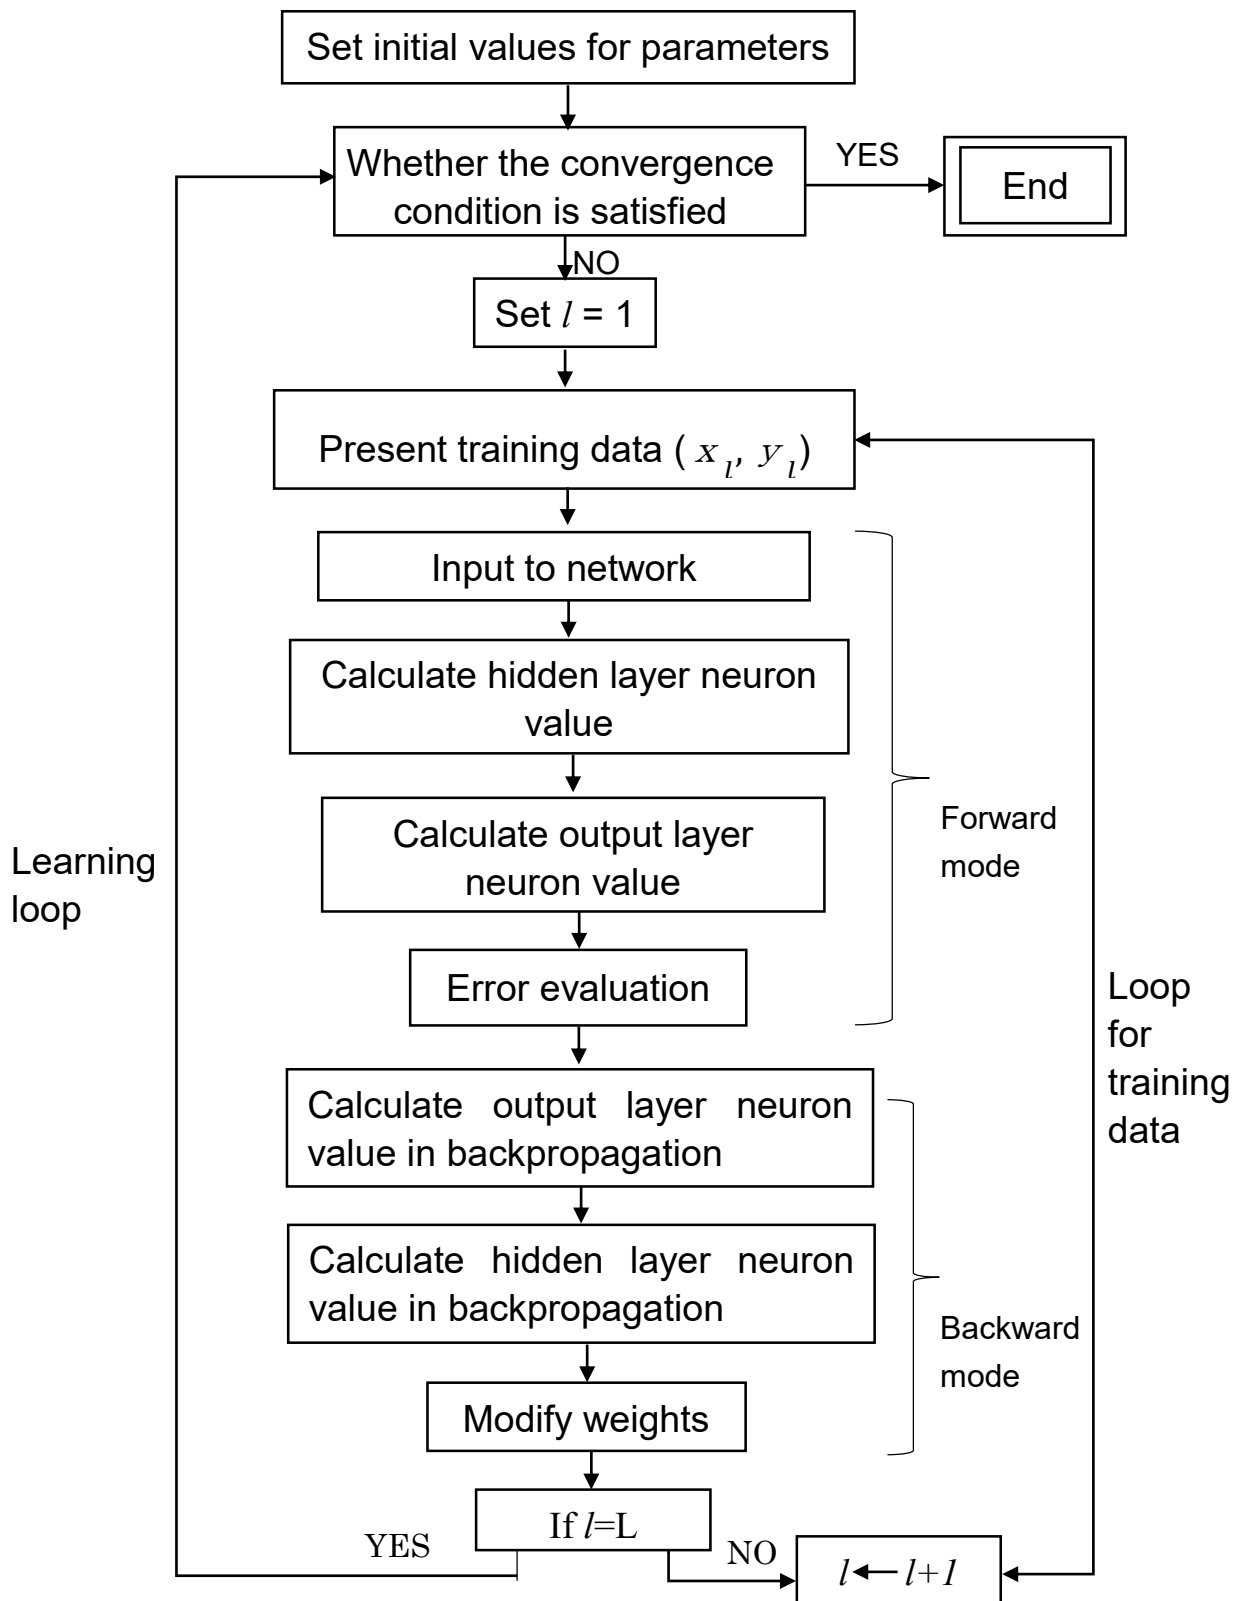 Set initial values for parameters
Whether the convergence
condition is satisfied
YES
End
NO
Set l = 1
Present training data ( x l, y l)
Input to network
Calculate hidden layer neuron
value
Calculate output layer
neuron value
Forward
mode
Learning
loop
Error evaluation
Loop
for
training
data
Calculate output layer neuron
value in backpropagation
Calculate hidden layer neuron
value in backpropagation
Backward
mode
Modify weights
If l=L
YES
NO
l ← l+1